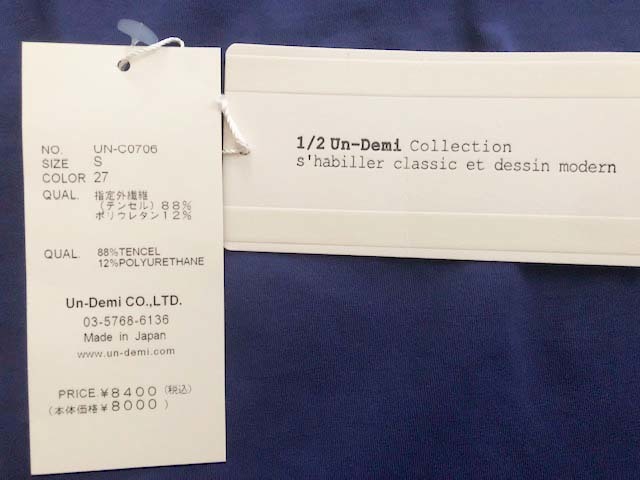 NO. UN-C0706
SIZE S
COLOR 27
QUAL. 指定外繊維
(テンセル) 88%
ポリウレタン12%
QUAL. 88%TENCEL
12%POLYURETHANE
Un-Demi CO.,LTD.
03-5768-6136
Made in Japan
www.un-demi.com
PRICE ¥8400 (税込)
(本体価格 ¥8000 )
1/2 Un-Demi Collection
s'habiller classic et dessin modern